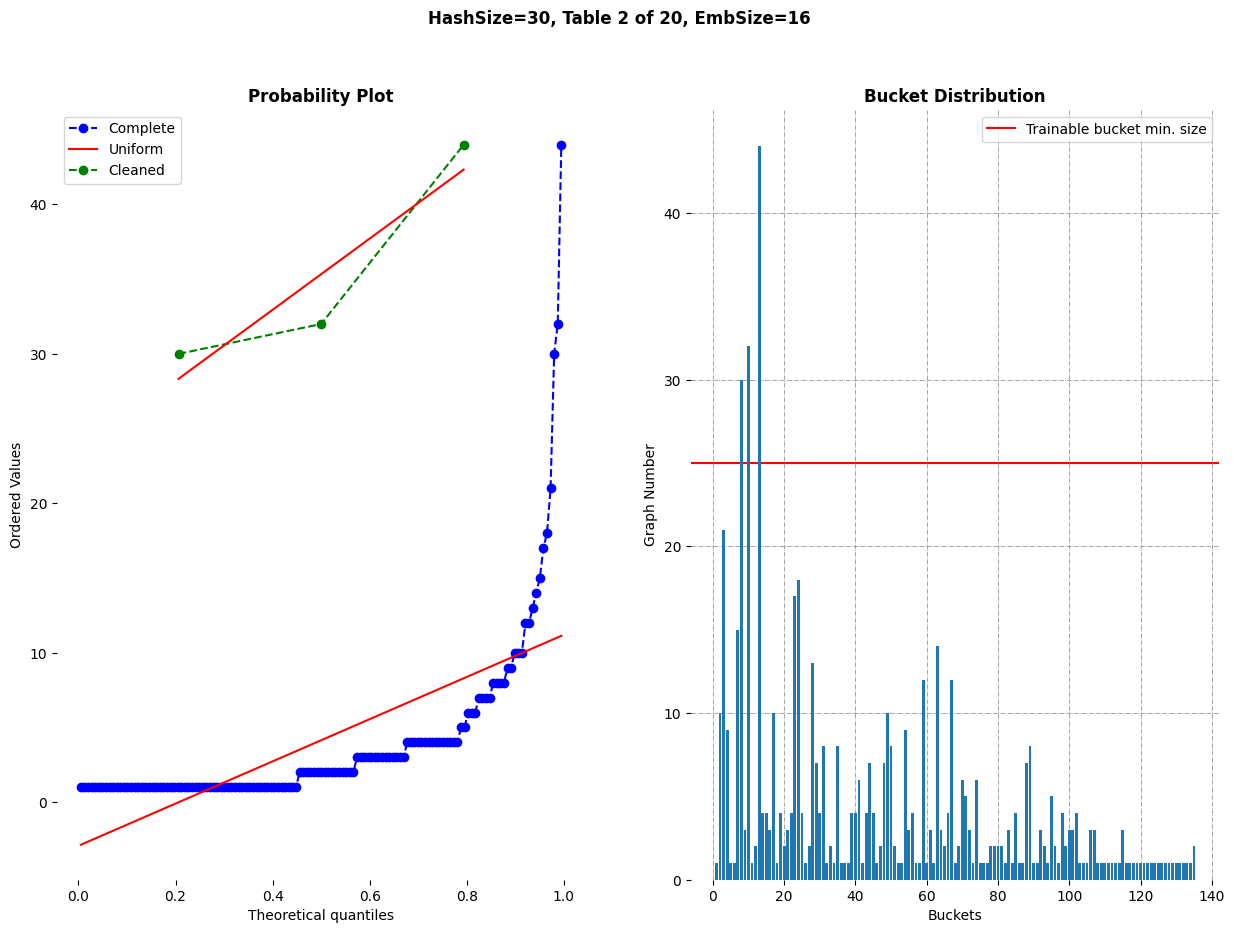 HashSize=30, Table 2 of 20, EmbSize=16
Probability Plot
Complete
Uniform
Cleaned
Ordered Values
40
30
20
10
0
0.0 0.2 0.4 0.6 0.8 1.0
Theoretical quantiles
Bucket Distribution
Trainable bucket min. size
Graph Number
40
30
20
10
0
0 20 40 60 80 100 120 140
Buckets